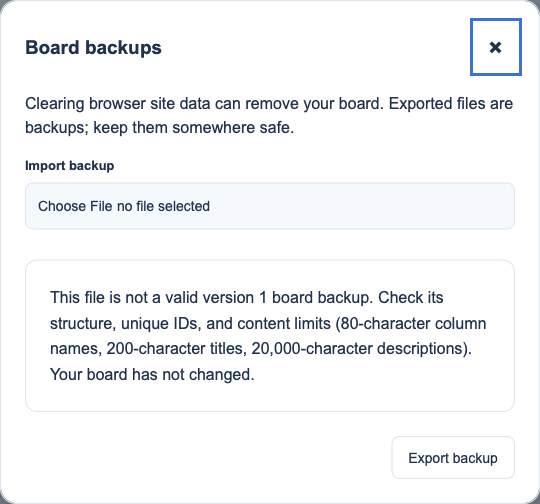 Board backups
×
Clearing browser site data can remove your board. Exported files are
backups; keep them somewhere safe.
Import backup
Choose File no file selected
This file is not a valid version 1 board backup. Check its
structure, unique IDs, and content limits (80-character column
names, 200-character titles, 20,000-character descriptions).
Your board has not changed.
Export backup